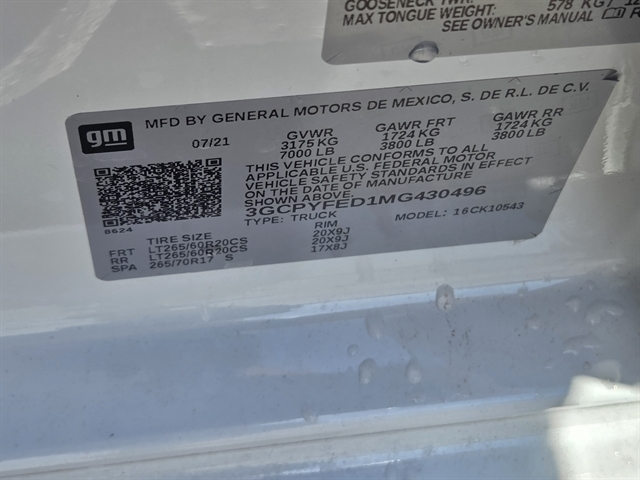 GOOSENECK TWR:
MAX TONGUE WEIGHT: 578 KG
SEE OWNER'S MANUAL
gm
MFD BY GENERAL MOTORS DE MEXICO, S. DE R.L. DE C.V.
07/21 GVWR GAWR FRT GAWR RR
3175 KG 1724 KG 1724 KG
7000 LB 3800 LB 3800 LB
THIS VEHICLE CONFORMS TO ALL
APPLICABLE U.S. FEDERAL MOTOR
VEHICLE SAFETY STANDARDS IN EFFECT
ON THE DATE OF MANUFACTURE
SHOWN ABOVE.
3GCPYFED1MG430496
8624
TYPE: TRUCK MODEL: 16CK10543
TIRE SIZE RIM
FRT LT265/60R20CS 20X9J
RR LT265/60R20CS 20X9J
SPA 265/70R17 S 17X8J